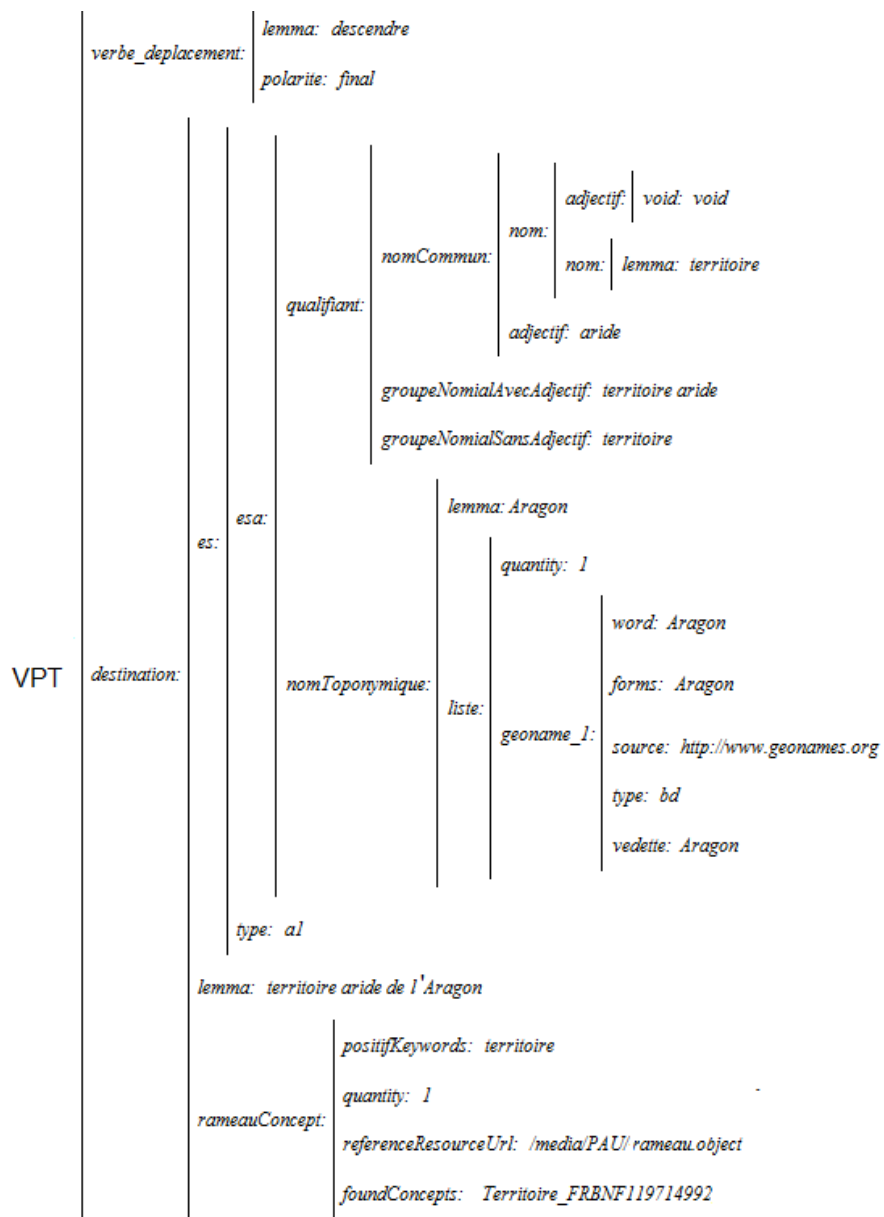 lemma: descendre
verbe_deplacement:
polarite: final
adjectif: void: void
nom:
nomCommun:
nom: lemma: territoire
qualifiant:
adjectif: aride
groupeNomialAvecAdjectif: territoire aride
groupeNomialSansAdjectif: territoire
lemma: Aragon
esa:
es:
quantity: 1
word: Aragon
VPT
destination:
nomToponymique:
forms: Aragon
liste:
geoname_1:
source: http://www.geonames.org
type: bd
vedette: Aragon
type: a1
lemma: territoire aride de l'Aragon
positifKeywords: territoire
quantity: 1
rameauConcept:
referenceResourceUrl: /media/PAU/ rameau.object
foundConcepts: Territoire_FRBNF119714992